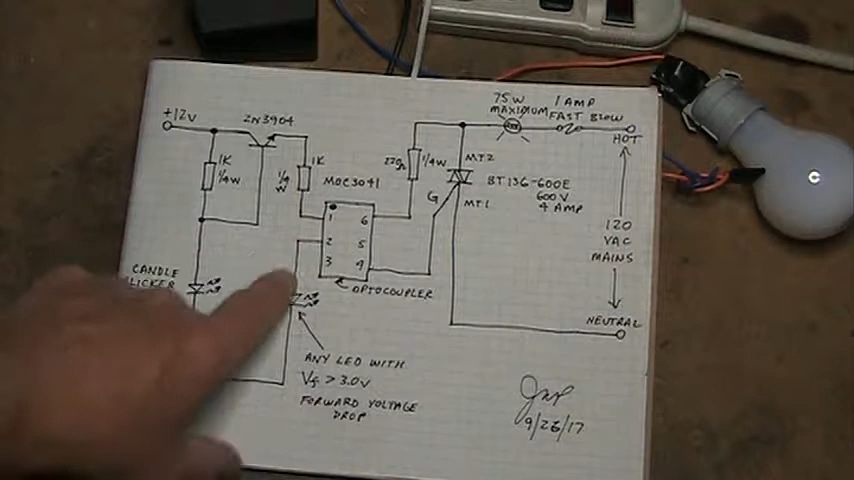 +12V
2N3904
1K
1/4W
1K
1/4
W
MOC3041
1
2
3
6
5
4
OPTOCOUPLER
CANDLE
ANY LED WITH
Vf > 3.0V
FORWARD VOLTAGE
DROP
1/4W
75W
MAXIMUM
1 AMP
FAST BLOW
HOT
MT2
G
MT1
BT136-600E
600V
4 AMP
120
VAC
MAINS
NEUTRAL
9/26/17